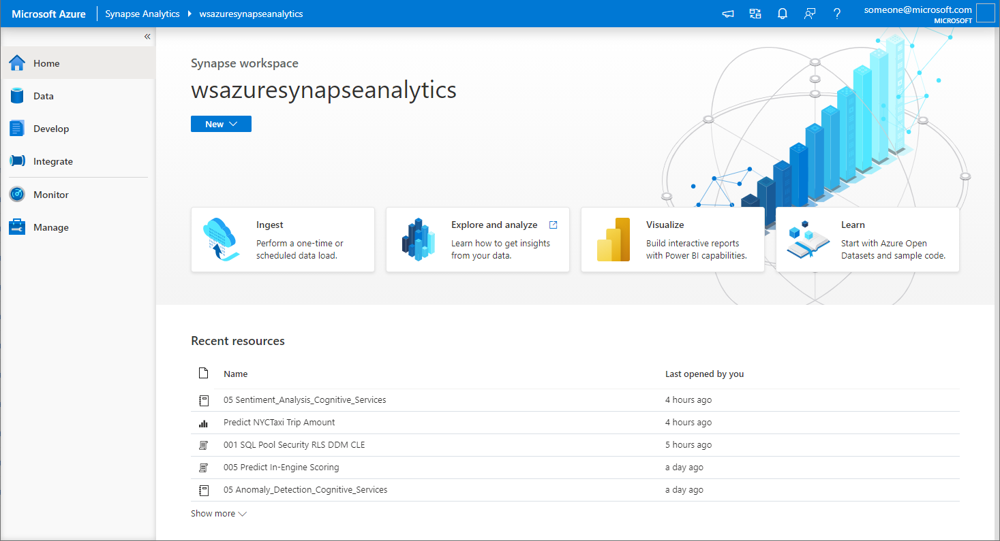 Microsoft Azure
Synapse Analytics
wsazuresynapseanalytics
someone@microsoft.com
MICROSOFT
Home
Data
Develop
Integrate
Monitor
Manage
Synapse workspace
wsazuresynapseanalytics
New
Ingest
Perform a one-time or
scheduled data load.
Explore and analyze
Learn how to get insights
from your data.
Visualize
Build interactive reports
with Power BI capabilities.
Learn
Start with Azure Open
Datasets and sample code.
Recent resources
Name Last opened by you
05 Sentiment_Analysis_Cognitive_Services 4 hours ago
Predict NYCTaxi Trip Amount 4 hours ago
001 SQL Pool Security RLS DDM CLE 5 hours ago
005 Predict In-Engine Scoring a day ago
05 Anomaly_Detection_Cognitive_Services a day ago
Show more